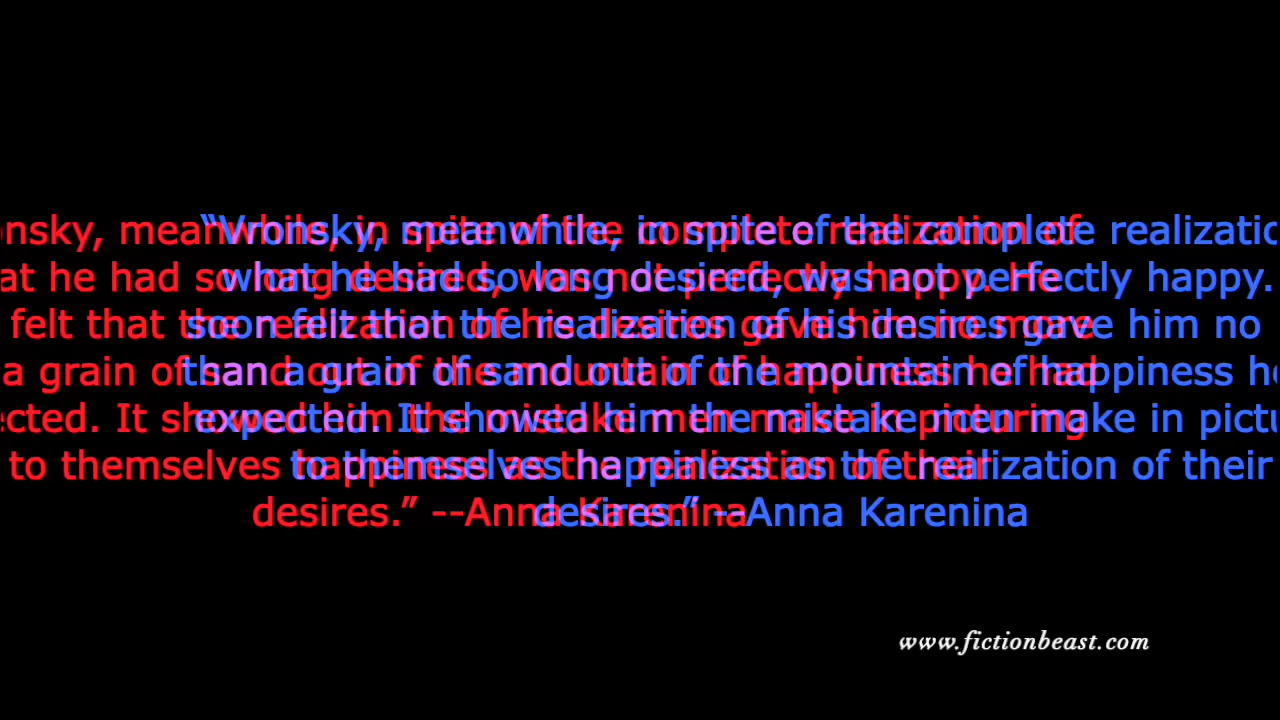 “Vronsky, meanwhile, in spite of the complete realization of
what he had so long desired, was not perfectly happy. He
soon felt that the realization of his desires gave him no more
than a grain of sand out of the mountain of happiness he had
expected. It showed him the mistake men make in picturing
to themselves happiness as the realization of their
desires.” --Anna Karenina
www.fictionbeast.com